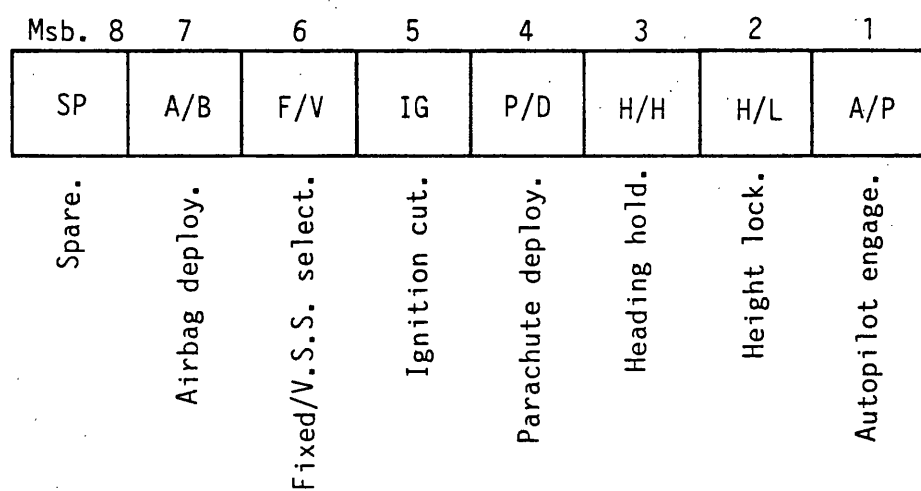 Msb. 8 7 6 5 4 3 2 1
SP A/B F/V IG P/D H/H H/L A/P
Spare.
Airbag deploy.
Fixed/V.S.S. select.
Ignition cut.
Parachute deploy.
Heading hold.
Height lock.
Autopilot engage.